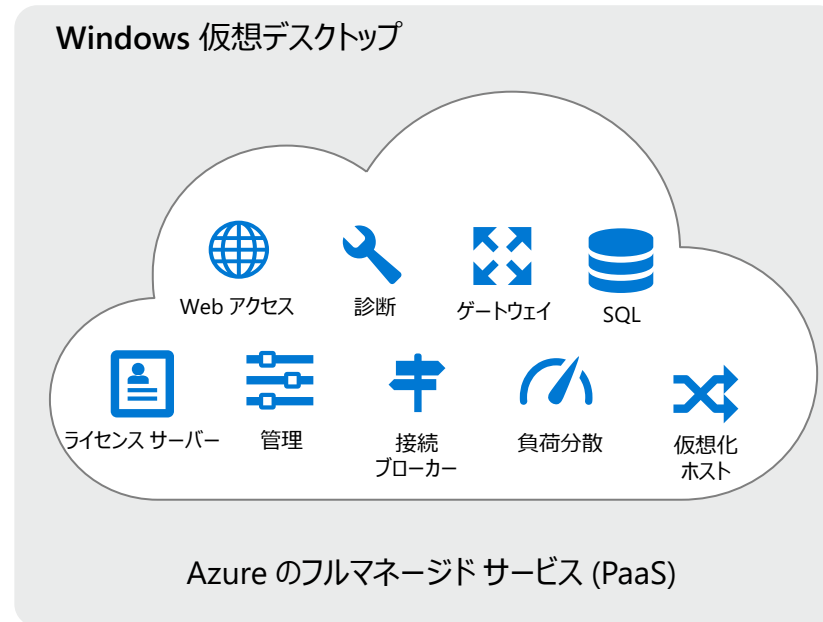 Windows 仮想デスクトップ
Web アクセス
診断
ゲートウェイ
SQL
ライセンス サーバー
管理
接続
ブローカー
負荷分散
仮想化
ホスト
Azure のフルマネージド サービス (PaaS)